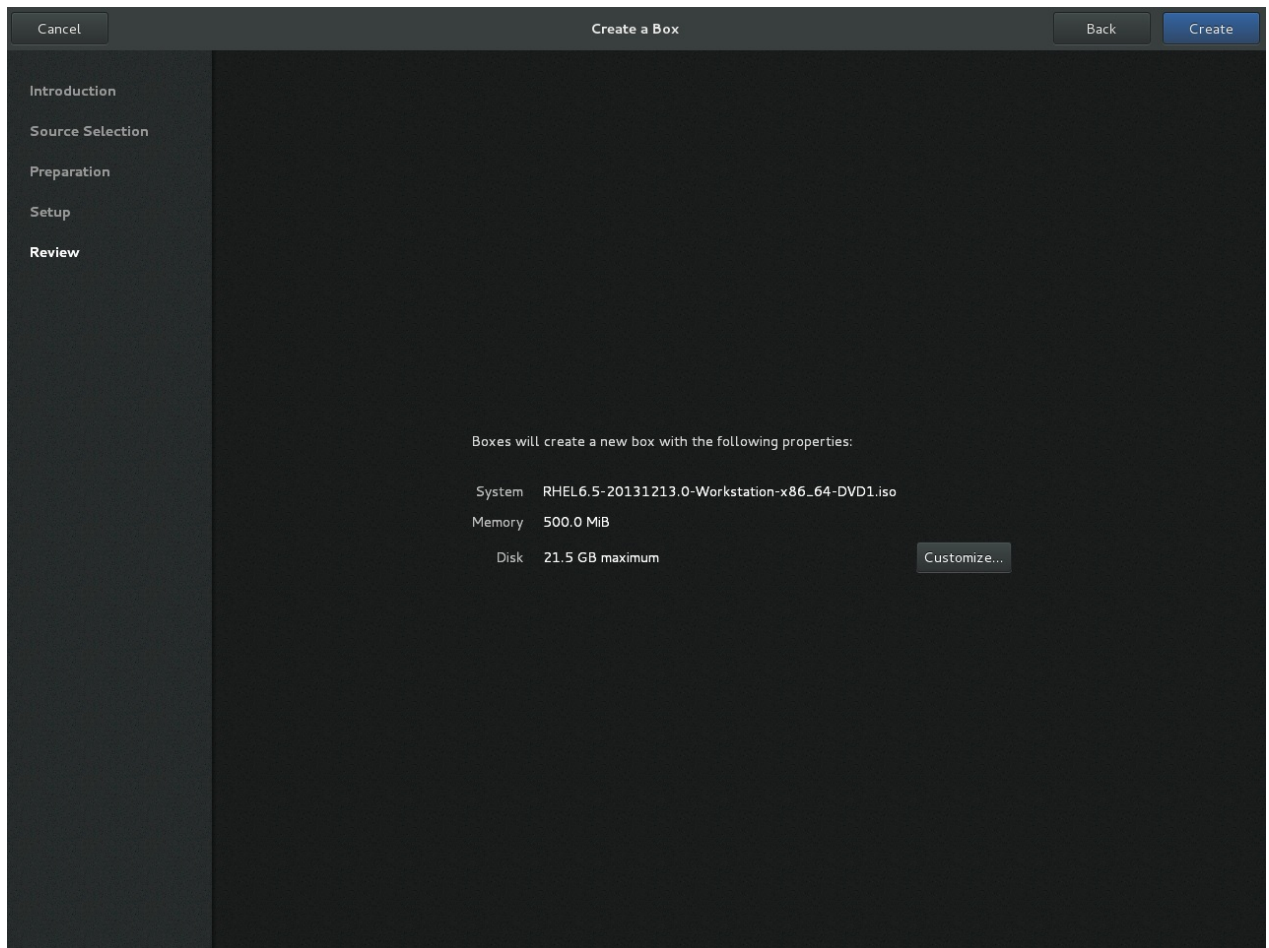 Cancel
Create a Box
Back
Create
Introduction
Source Selection
Preparation
Setup
Review
Boxes will create a new box with the following properties:
System RHEL6.5-20131213.0-Workstation-x86_64-DVD1.iso
Memory 500.0 MiB
Disk 21.5 GB maximum
Customize...